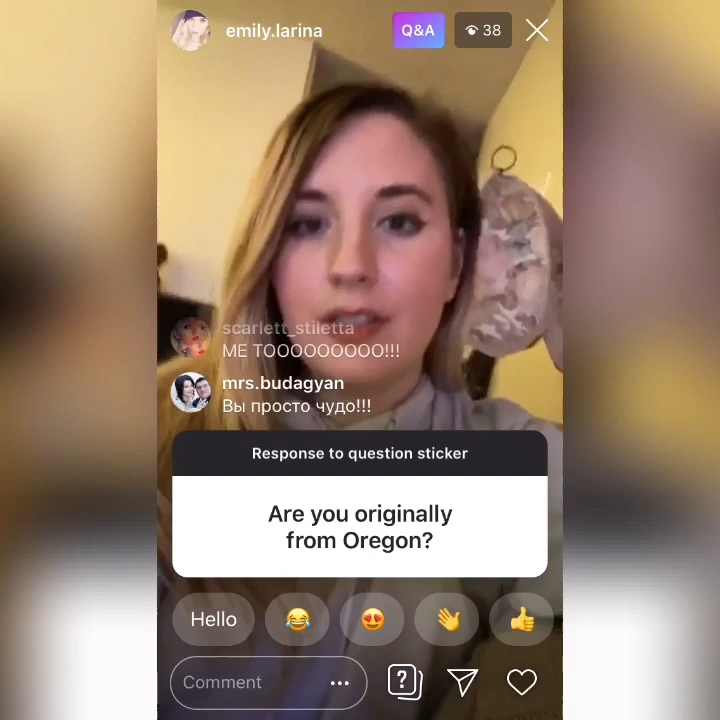 emily.larina
Q&A
38
scarlett_stiletta
ME TOOOOOOOOO!!!
mrs.budagyan
Вы просто чудо!!!
Response to question sticker
Are you originally
from Oregon?
Hello
Comment